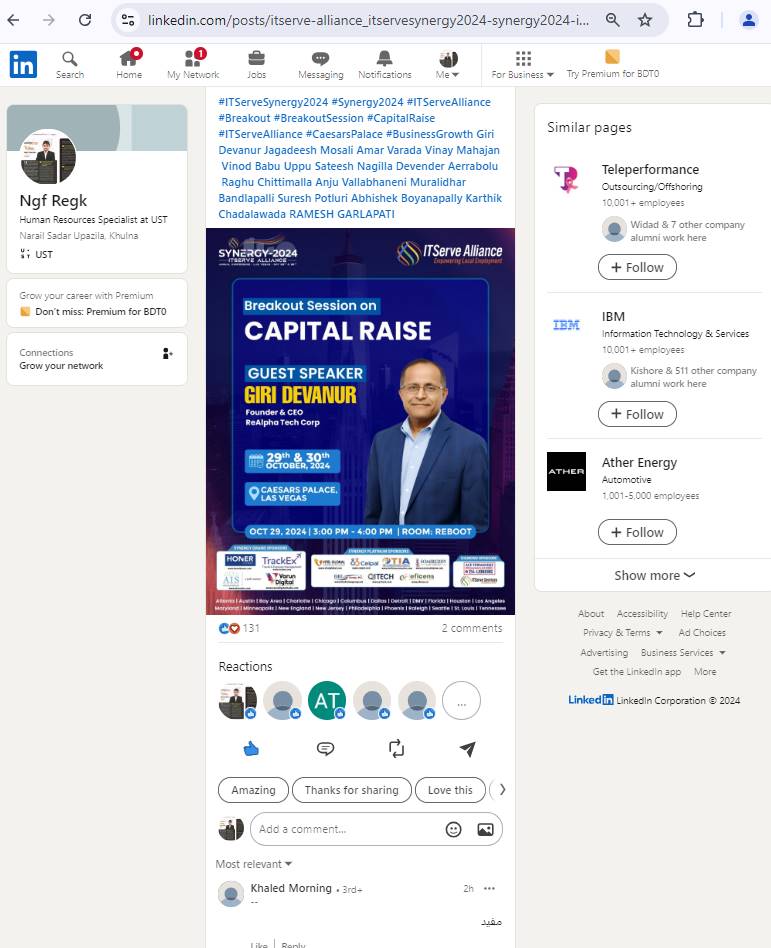 linkedin.com/posts/itserve-alliance_itservesynergy2024-synergy2024-i...
in
Search
Home
1
My Network
Jobs
Messaging
Notifications
Me
For Business
Try Premium for BDT0
Ngf Regk
Human Resources Specialist at UST
Narail Sadar Upazila, Khulna
UST
Grow your career with Premium
Don't miss: Premium for BDT0
Connections
Grow your network
#ITServeSynergy2024 #Synergy2024 #ITServeAlliance
#Breakout #BreakoutSession #CapitalRaise
#ITServeAlliance #CaesarsPalace #BusinessGrowth Giri
Devanur Jagadeesh Mosali Amar Varada Vinay Mahajan
Vinod Babu Uppu Sateesh Nagilla Devender Aerrabolu
Raghu Chittimalla Anju Vallabhaneni Muralidhar
Bandlapalli Suresh Potluri Abhishek Boyanapally Karthik
Chadalawada RAMESH GARLAPATI
SYNERGY-2024
ITSERVE ALLIANCE
ITServe Alliance
Empowering Local Employment
Breakout Session on
CAPITAL RAISE
GUEST SPEAKER
GIRI DEVANUR
Founder & CEO
ReAlpha Tech Corp
29th & 30th
OCTOBER, 2024
CAESARS PALACE,
LAS VEGAS
OCT 29, 2024 | 3:00 PM - 4:00 PM | ROOM: REBOOT
SYNERGY GRAND SPONSORS
SYNERGY PLATINUM SPONSORS
HONER
TrackEx
AIS
Varun
Digital
Ceipal
OTIA
QITECH
eficens
Atlanta | Austin | Bay Area | Charlotte | Chicago | Columbus | Dallas | Detroit | DMV | Florida | Houston | Los Angeles
Maryland | Minneapolis | New England | New Jersey | Philadelphia | Phoenix | Raleigh | Seattle | St. Louis | Tennessee
131
2 comments
Reactions
AT
...
Amazing
Thanks for sharing
Love this
Add a comment...
Most relevant
Khaled Morning • 3rd+
2h
--
مفيد
Like | Reply
Similar pages
Teleperformance
Outsourcing/Offshoring
10,001+ employees
Widad & 7 other company
alumni work here
+ Follow
IBM
IBM
Information Technology & Services
10,001+ employees
Kishore & 511 other company
alumni work here
+ Follow
ATHER
Ather Energy
Automotive
1,001-5,000 employees
+ Follow
Show more
About Accessibility Help Center
Privacy & Terms Ad Choices
Advertising Business Services
Get the LinkedIn app More
Linked in LinkedIn Corporation © 2024